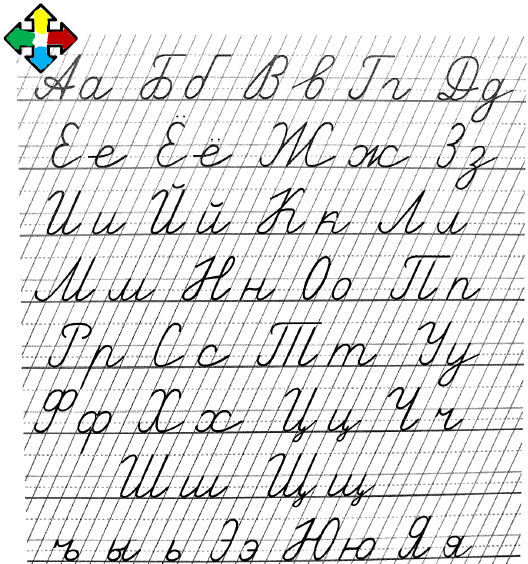 Аа Бб Вв Гг Дд
Ее Ёё Жж Зз
Ии Йй Кк Лл
Мм Нн Оо Пп
Рр Сс Тт Уу
Фф Хх Цц Чч
Шш Щщ
ъ ы ь Ээ Юю Яя